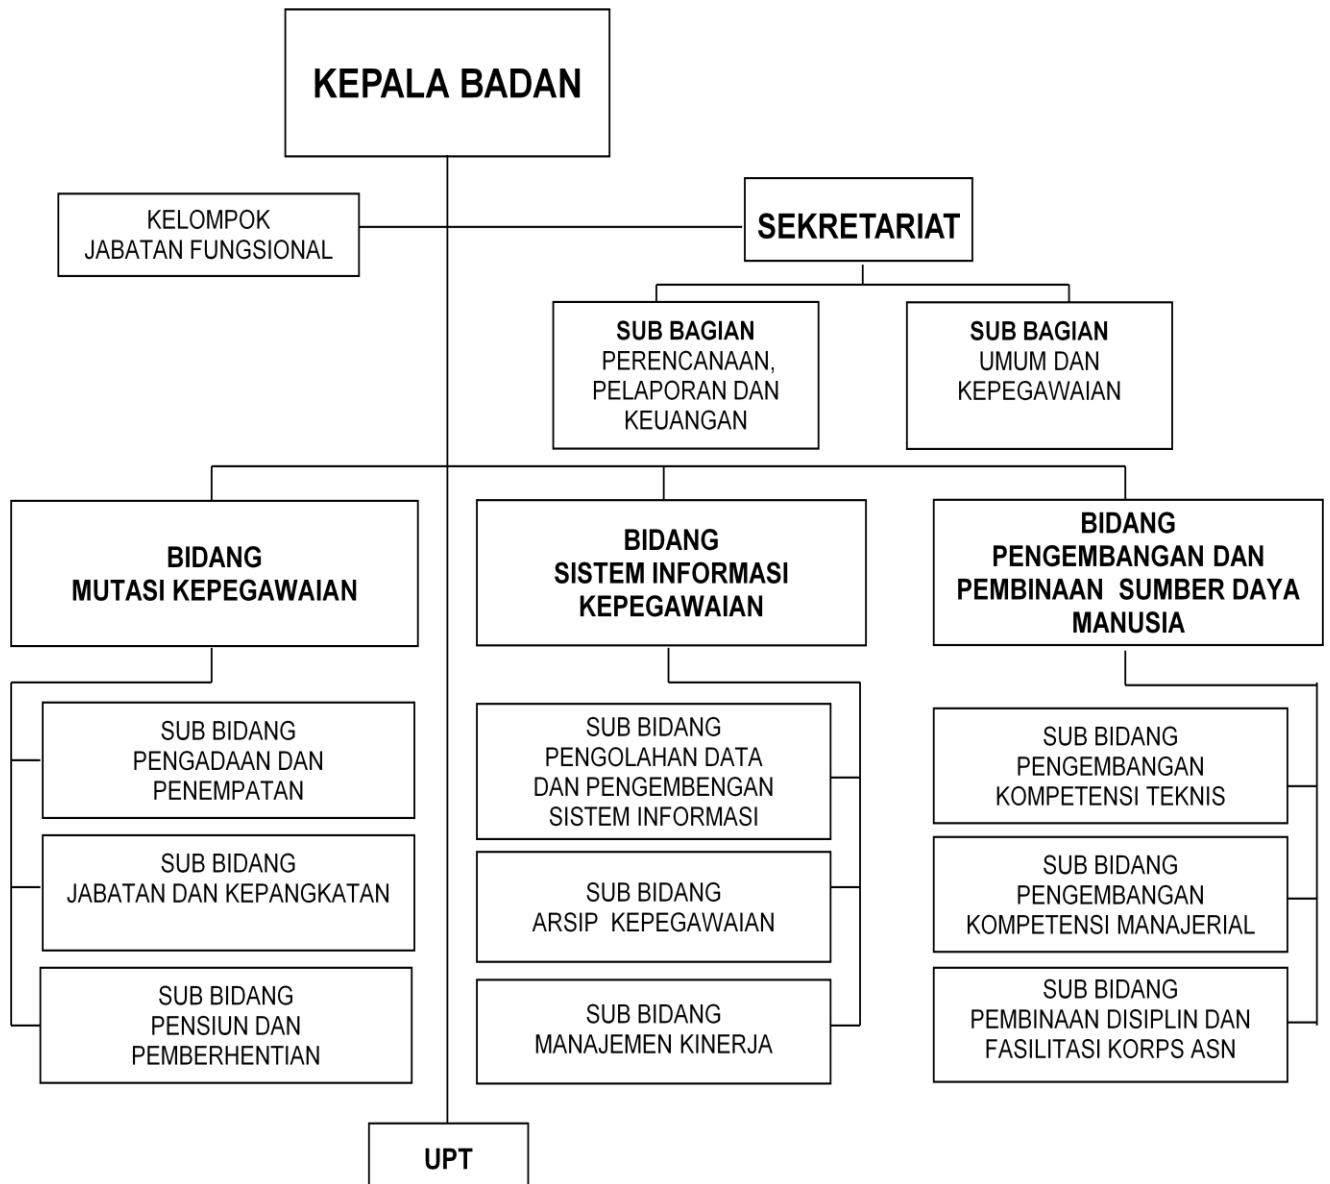 KEPALA BADAN
KELOMPOK
JABATAN FUNGSIONAL
SEKRETARIAT
SUB BAGIAN
PERENCANAAN,
PELAPORAN DAN
KEUANGAN
SUB BAGIAN
UMUM DAN
KEPEGAWAIAN
BIDANG
MUTASI KEPEGAWAIAN
BIDANG
SISTEM INFORMASI
KEPEGAWAIAN
BIDANG
PENGEMBANGAN DAN
PEMBINAAN SUMBER DAYA
MANUSIA
SUB BIDANG
PENGADAAN DAN
PENEMPATAN
SUB BIDANG
JABATAN DAN KEPANGKATAN
SUB BIDANG
PENSIUN DAN
PEMBERHENTIAN
SUB BIDANG
PENGOLAHAN DATA
DAN PENGEMBENGAN
SISTEM INFORMASI
SUB BIDANG
ARSIP KEPEGAWAIAN
SUB BIDANG
MANAJEMEN KINERJA
SUB BIDANG
PENGEMBANGAN
KOMPETENSI TEKNIS
SUB BIDANG
PENGEMBANGAN
KOMPETENSI MANAJERIAL
SUB BIDANG
PEMBINAAN DISIPLIN DAN
FASILITASI KORPS ASN
UPT